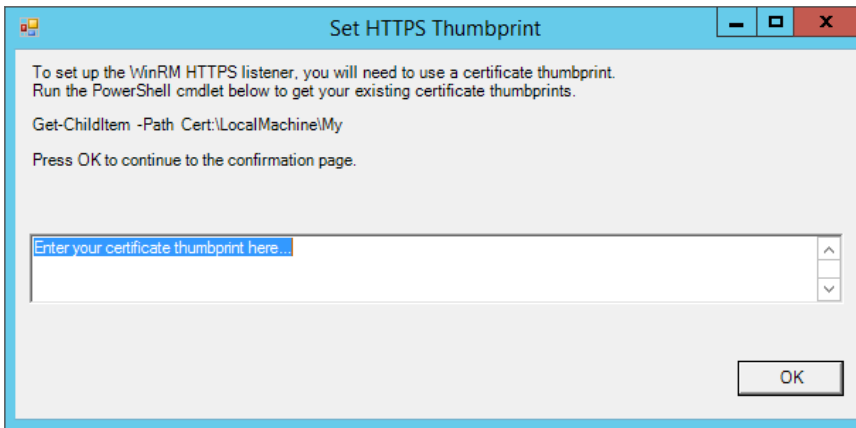 Set HTTPS Thumbprint
To set up the WinRM HTTPS listener, you will need to use a certificate thumbprint.
Run the PowerShell cmdlet below to get your existing certificate thumbprints.
Get-ChildItem -Path Cert:\LocalMachine\My
Press OK to continue to the confirmation page.
Enter your certificate thumbprint here...
OK